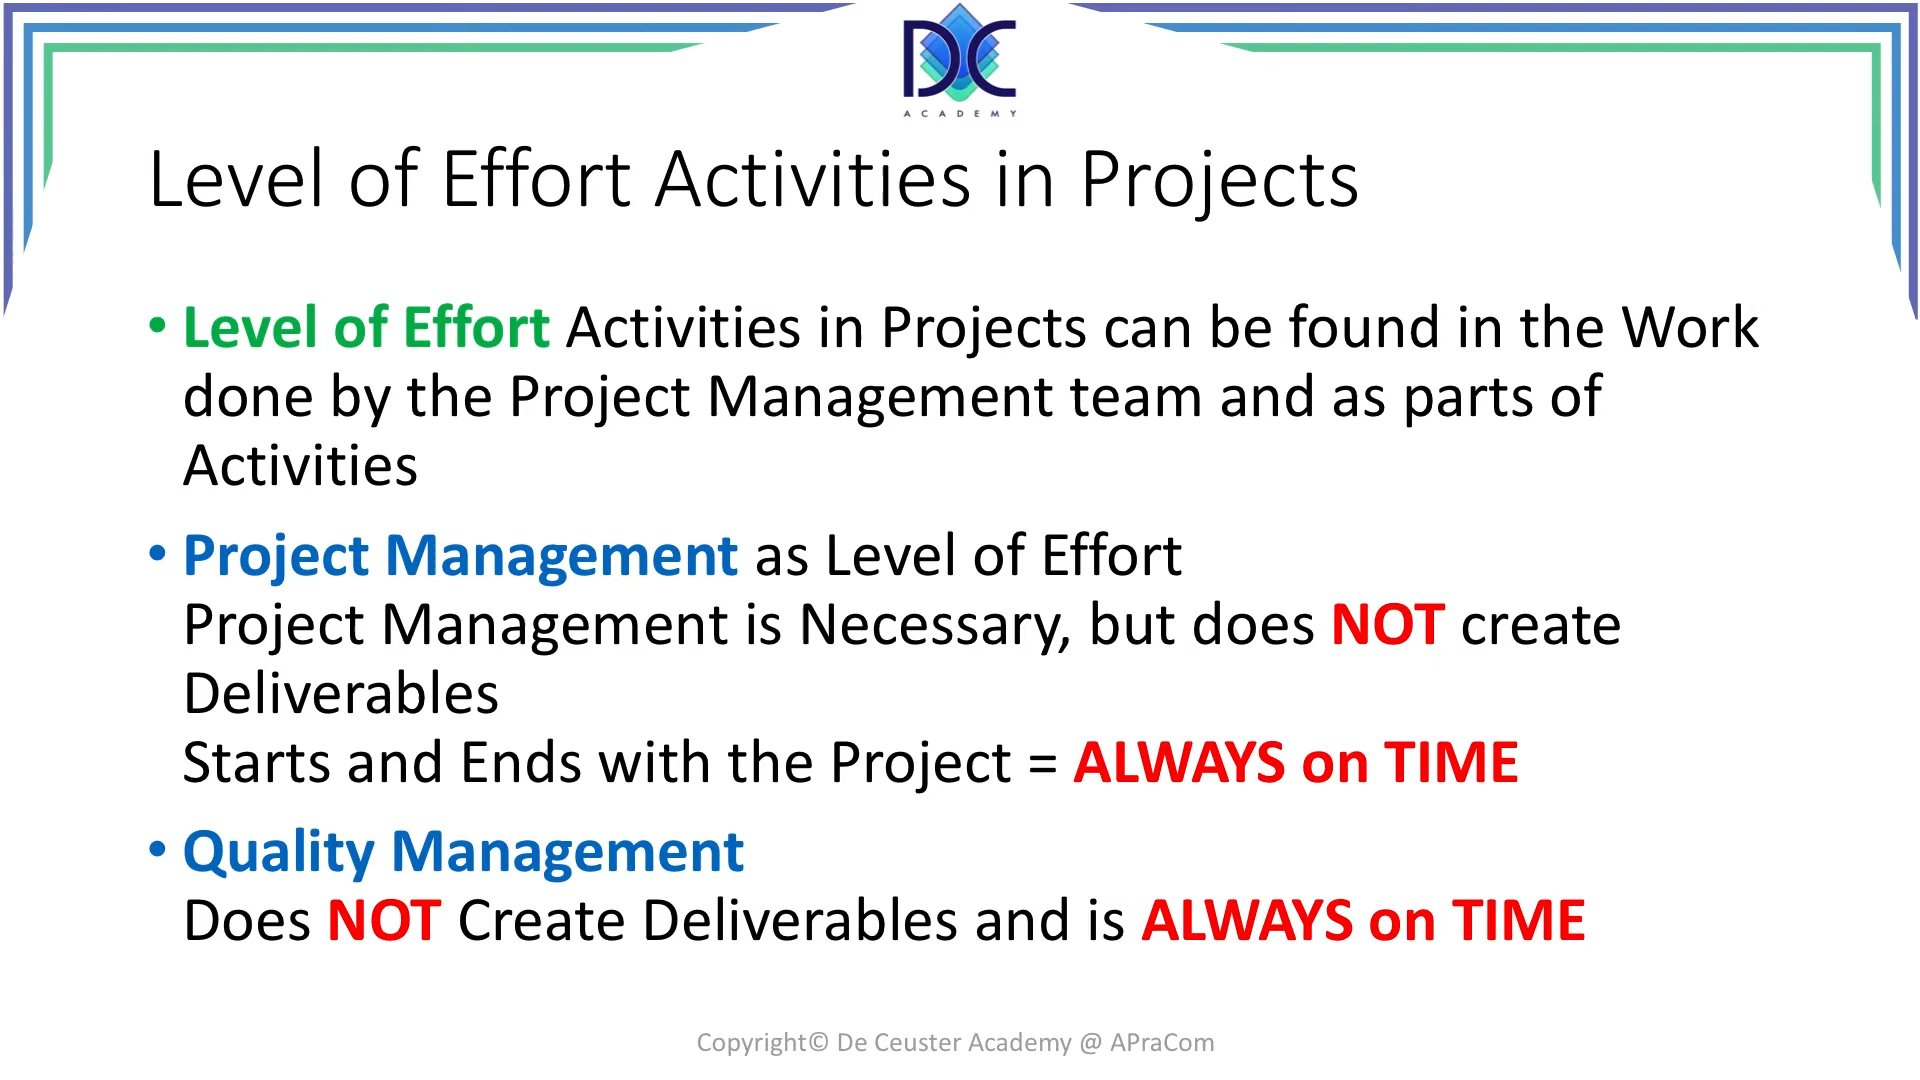 DC
ACADEMY
Level of Effort Activities in Projects
• Level of Effort Activities in Projects can be found in the Work
done by the Project Management team and as parts of
Activities
• Project Management as Level of Effort
Project Management is Necessary, but does NOT create
Deliverables
Starts and Ends with the Project = ALWAYS on TIME
• Quality Management
Does NOT Create Deliverables and is ALWAYS on TIME
Copyright© De Ceuster Academy @ APraCom